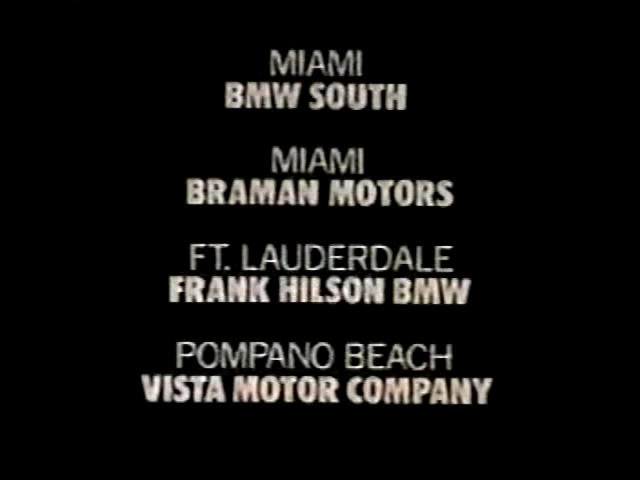 MIAMI
BMW SOUTH
MIAMI
BRAMAN MOTORS
FT. LAUDERDALE
FRANK HILSON BMW
POMPANO BEACH
VISTA MOTOR COMPANY